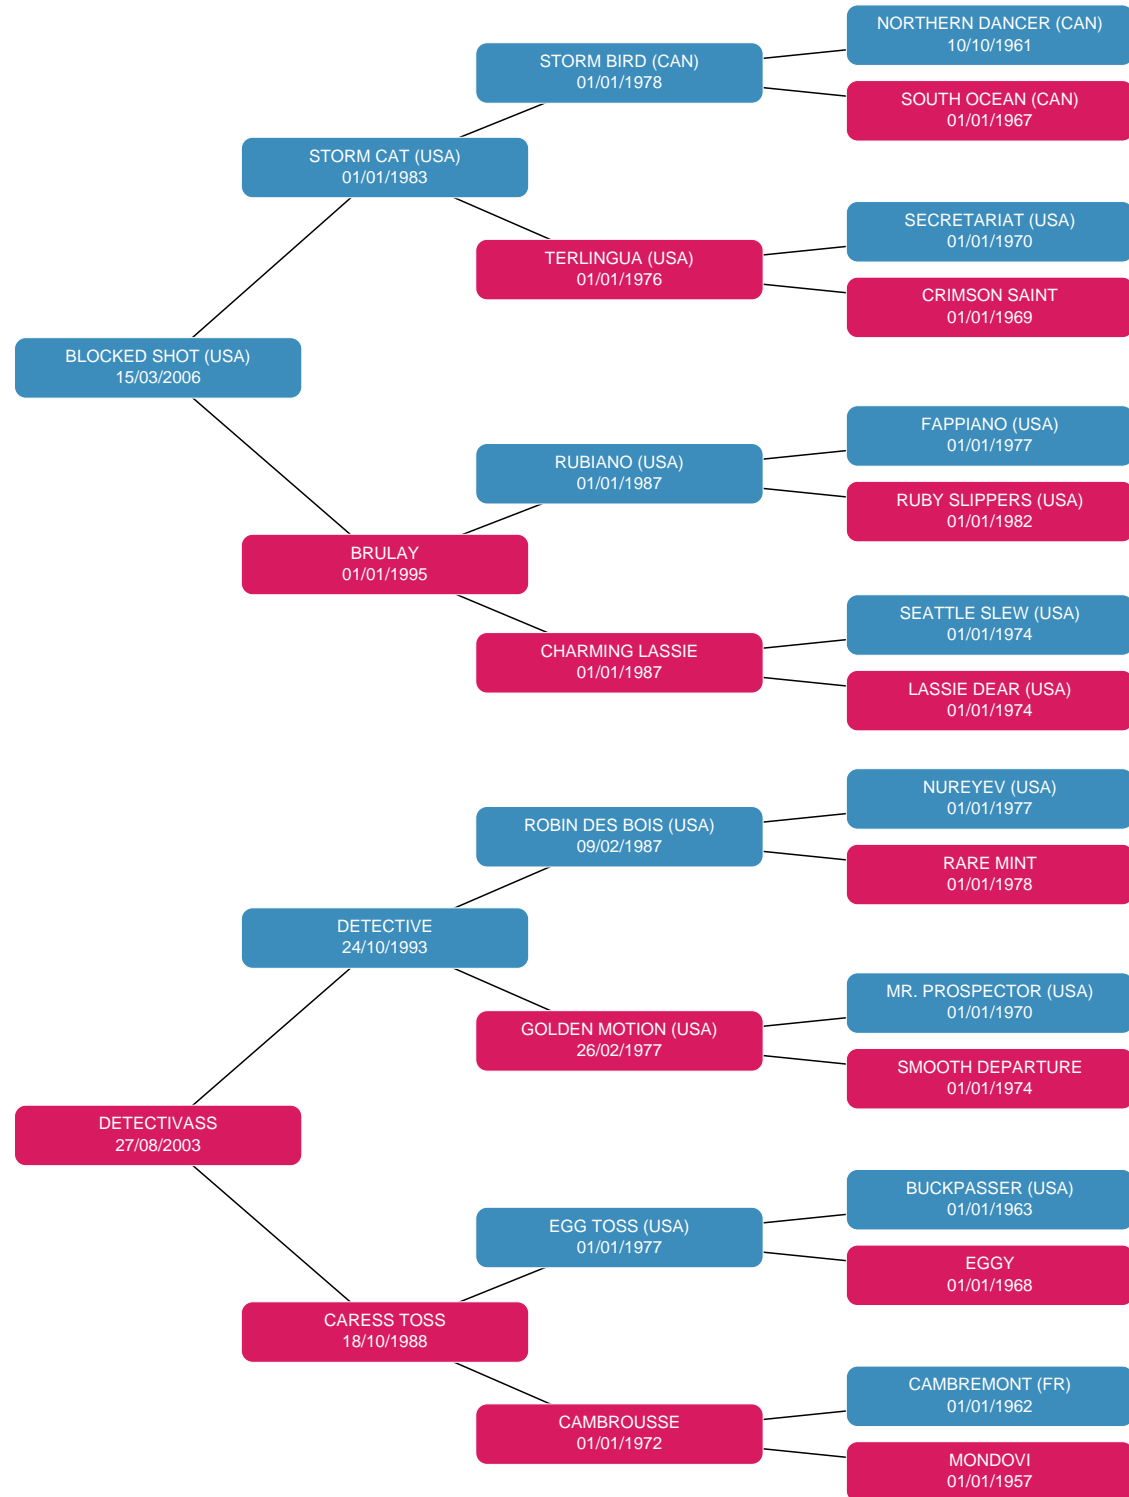 NORTHERN DANCER (CAN)
10/10/1961
STORM BIRD (CAN)
01/01/1978
SOUTH OCEAN (CAN)
01/01/1967
STORM CAT (USA)
01/01/1983
SECRETARIAT (USA)
01/01/1970
TERLINGUA (USA)
01/01/1976
CRIMSON SAINT
01/01/1969
BLOCKED SHOT (USA)
15/03/2006
FAPPIANO (USA)
01/01/1977
RUBIANO (USA)
01/01/1987
RUBY SLIPPERS (USA)
01/01/1982
BRULAY
01/01/1995
SEATTLE SLEW (USA)
01/01/1974
CHARMING LASSIE
01/01/1987
LASSIE DEAR (USA)
01/01/1974
NUREYEV (USA)
01/01/1977
ROBIN DES BOIS (USA)
09/02/1987
RARE MINT
01/01/1978
DETECTIVE
24/10/1993
MR. PROSPECTOR (USA)
01/01/1970
GOLDEN MOTION (USA)
26/02/1977
SMOOTH DEPARTURE
01/01/1974
DETECTIVASS
27/08/2003
BUCKPASSER (USA)
01/01/1963
EGG TOSS (USA)
01/01/1977
EGGY
01/01/1968
CARESS TOSS
18/10/1988
CAMBREMONT (FR)
01/01/1962
CAMBROUSSE
01/01/1972
MONDOVI
01/01/1957